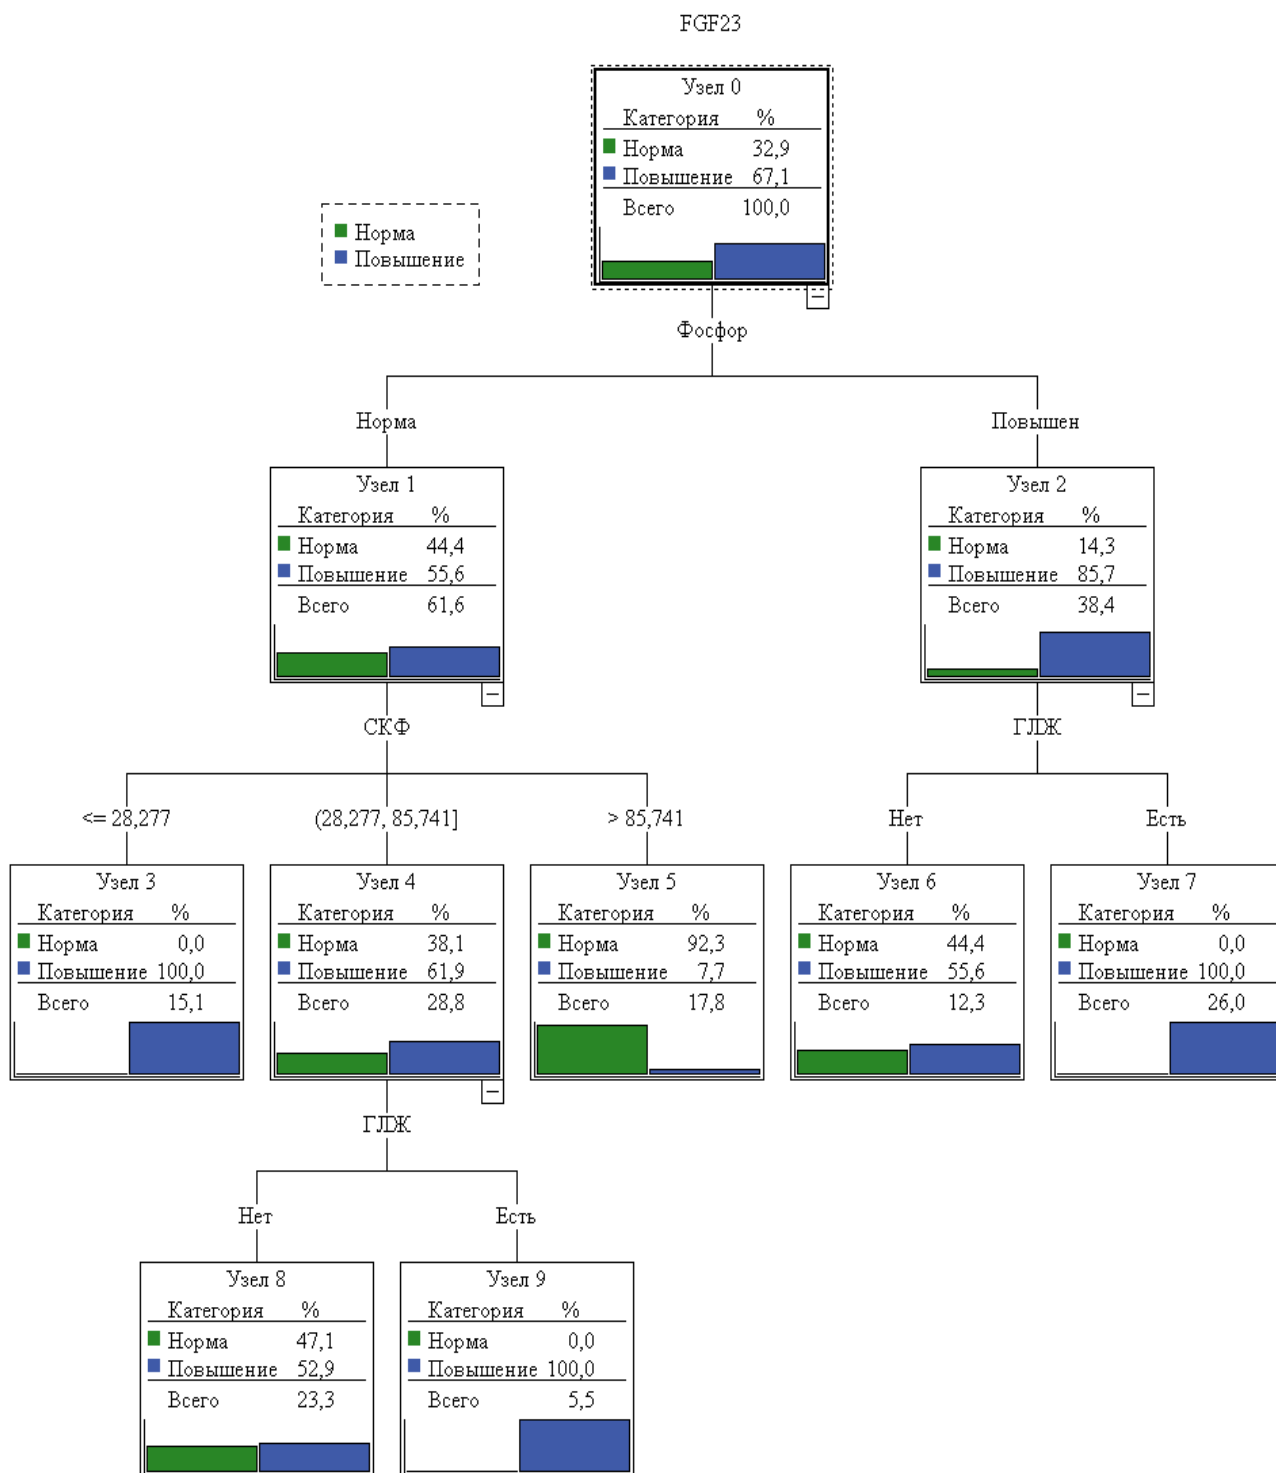 FGF23
Узел 0
Категория %
Норма 32,9
Повышение 67,1
Всего 100,0
Норма
Повышение
Фосфор
Норма
Повышен
Узел 1
Категория %
Норма 44,4
Повышение 55,6
Всего 61,6
Узел 2
Категория %
Норма 14,3
Повышение 85,7
Всего 38,4
СКФ
ГЛЖ
<= 28,277
(28,277, 85,741]
> 85,741
Нет
Есть
Узел 3
Категория %
Норма 0,0
Повышение 100,0
Всего 15,1
Узел 4
Категория %
Норма 38,1
Повышение 61,9
Всего 28,8
Узел 5
Категория %
Норма 92,3
Повышение 7,7
Всего 17,8
Узел 6
Категория %
Норма 44,4
Повышение 55,6
Всего 12,3
Узел 7
Категория %
Норма 0,0
Повышение 100,0
Всего 26,0
ГЛЖ
Нет
Есть
Узел 8
Категория %
Норма 47,1
Повышение 52,9
Всего 23,3
Узел 9
Категория %
Норма 0,0
Повышение 100,0
Всего 5,5